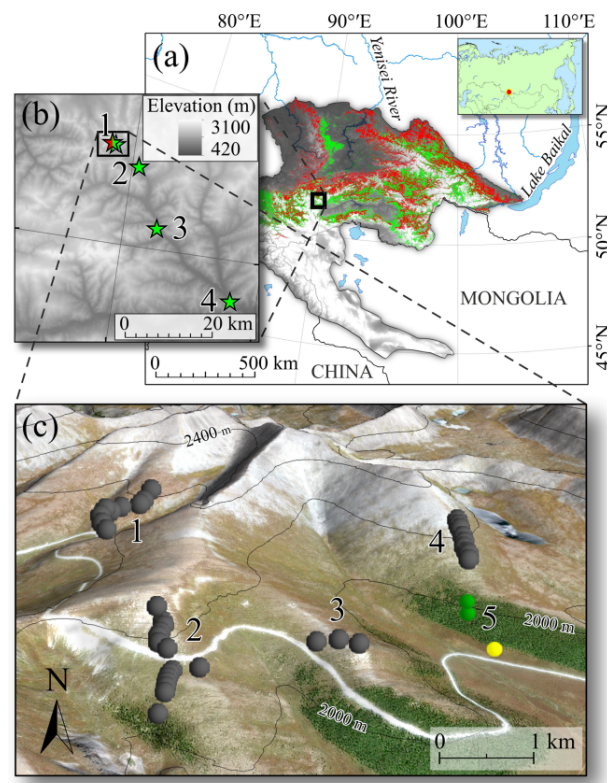 80°E 90°E 100°E 110°E
(a)
Yenisei River
55°N
Lake Baikal
50°N
MONGOLIA
45°N
CHINA
0 500 km
(b)
Elevation (m)
3100
420
1
2
3
4
0 20 km
(c)
2400 m
1
4
2
3
5
2000 m
2000 m
N
0 1 km